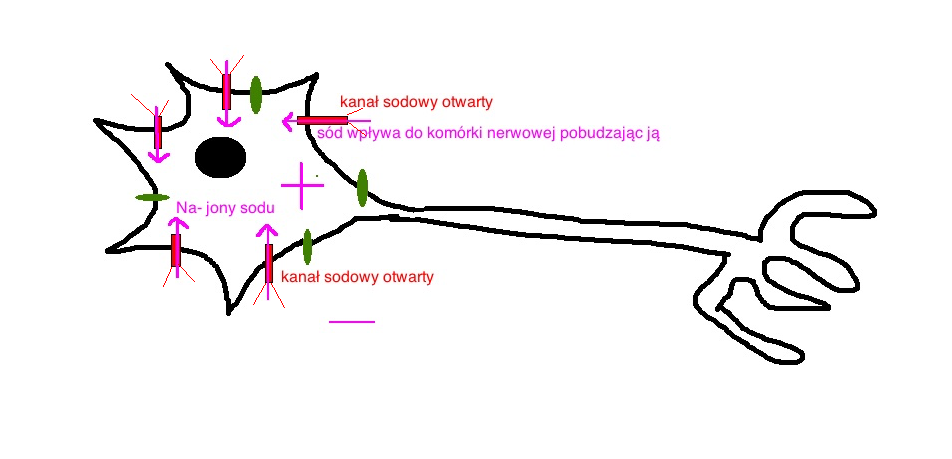 kanał sodowy otwarty
sód wpływa do komórki nerwowej pobudzając ją
Na- jony sodu
kanał sodowy otwarty